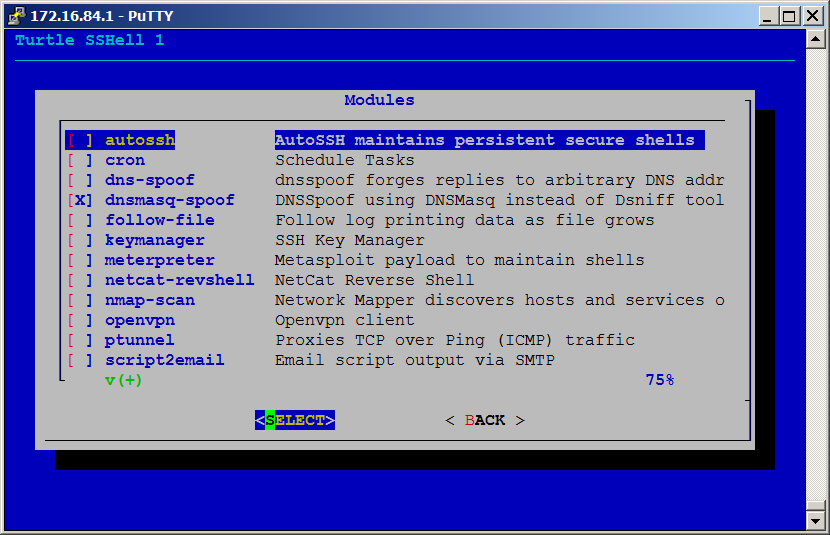 172.16.84.1 - PuTTY
Turtle SSHell 1
Modules
[ ] autossh AutoSSH maintains persistent secure shells
[ ] cron Schedule Tasks
[ ] dns-spoof dnsspoof forges replies to arbitrary DNS addr
[X] dnsmasq-spoof DNSSpoof using DNSMasq instead of Dsniff tool
[ ] follow-file Follow log printing data as file grows
[ ] keymanager SSH Key Manager
[ ] meterpreter Metasploit payload to maintain shells
[ ] netcat-revshell NetCat Reverse Shell
[ ] nmap-scan Network Mapper discovers hosts and services o
[ ] openvpn Openvpn client
[ ] ptunnel Proxies TCP over Ping (ICMP) traffic
[ ] script2email Email script output via SMTP
v(+) 75%
<SELECT> < BACK >